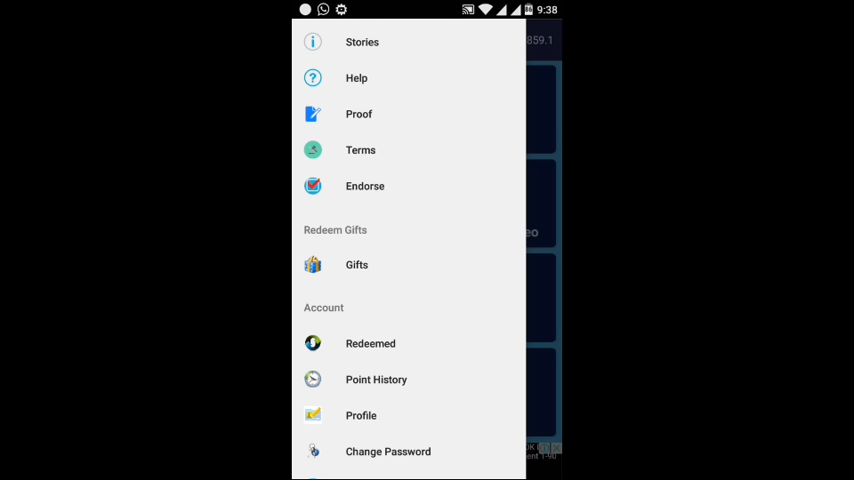 9:38
859.1
Stories
Help
Proof
Terms
Endorse
eo
Redeem Gifts
Gifts
Account
Redeemed
Point History
Profile
Change Password